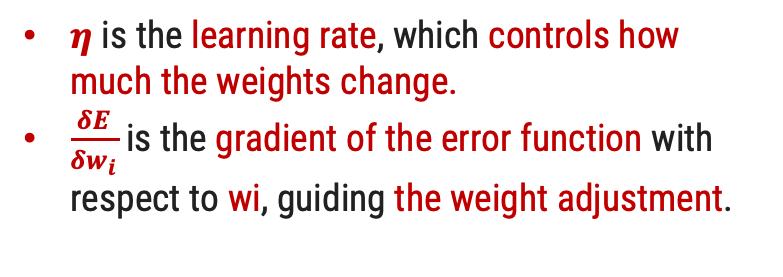 • η is the learning rate, which controls how
much the weights change.
• δE/δwᵢ is the gradient of the error function with
respect to wi, guiding the weight adjustment.